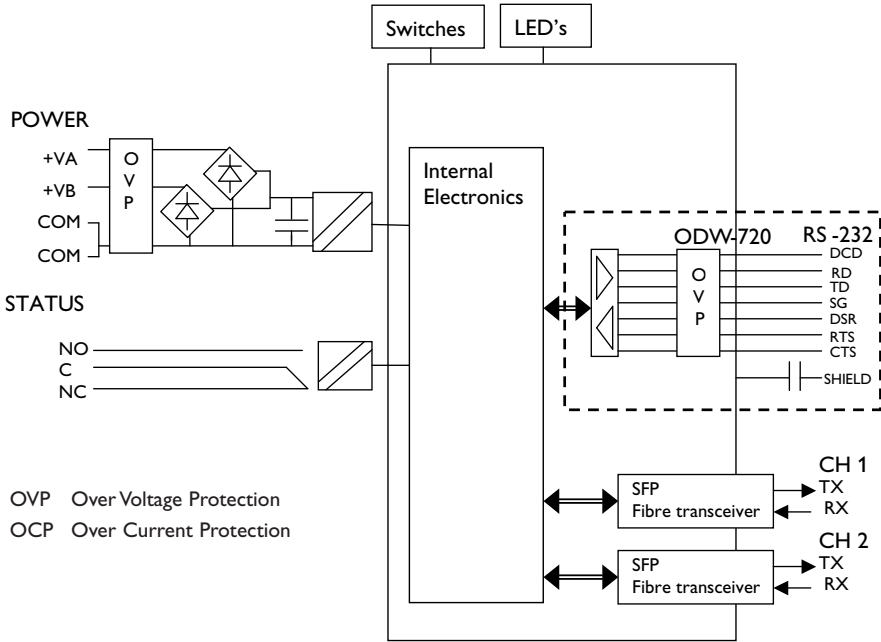 Switches
LED's
POWER
+VA
+VB
COM
COM
O
V
P
Internal
Electronics
ODW-720
RS -232
O
V
P
DCD
RD
TD
SG
DSR
RTS
CTS
SHIELD
STATUS
NO
C
NC
OVP Over Voltage Protection
OCP Over Current Protection
SFP
Fibre transceiver
CH 1
TX
RX
SFP
Fibre transceiver
CH 2
TX
RX